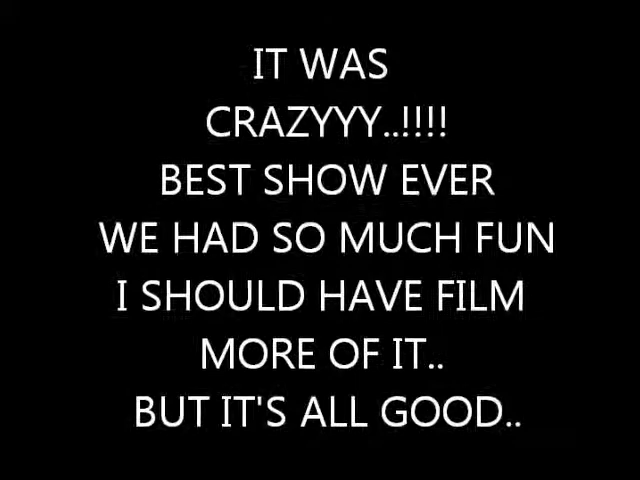 IT WAS
CRAZYYY..!!!!
BEST SHOW EVER
WE HAD SO MUCH FUN
I SHOULD HAVE FILM
MORE OF IT..
BUT IT'S ALL GOOD..